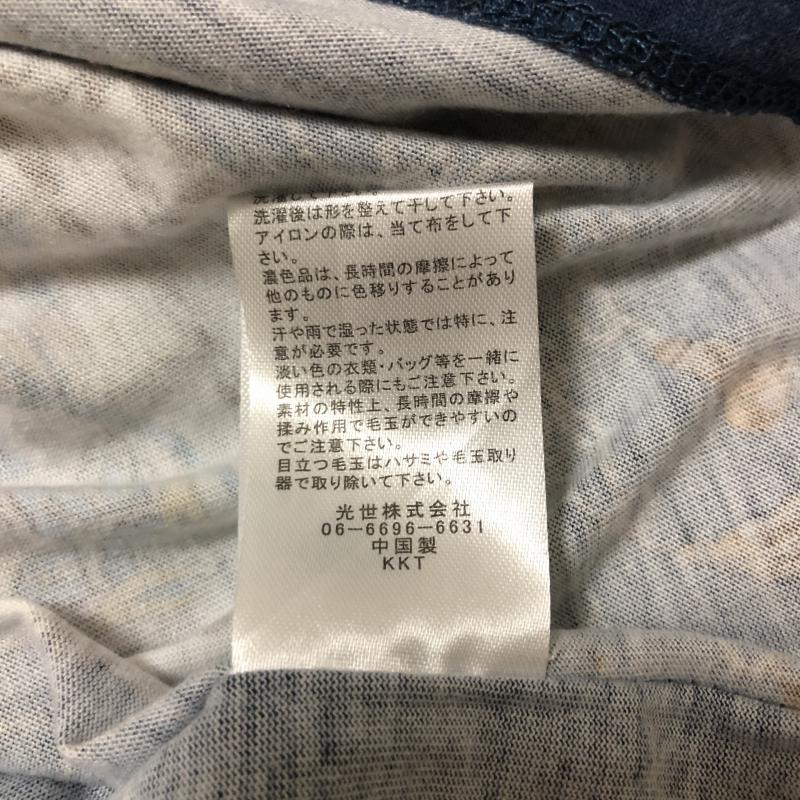 洗濯して下さい。
洗濯後は形を整えて干して下さい。
アイロンの際は、当て布をして下
さい。
濃色品は、長時間の摩擦によって
他のものに色移りすることがあり
ます。
汗や雨で湿った状態では特に、注
意が必要です。
淡い色の衣類・バッグ等を一緒に
使用される際にもご注意下さい。
素材の特性上、長時間の摩擦や
揉み作用で毛玉ができやすいの
でご注意下さい。
目立つ毛玉はハサミや毛玉取り
器で取り除いて下さい。
光世株式会社
06-6696-6631
中国製
KKT